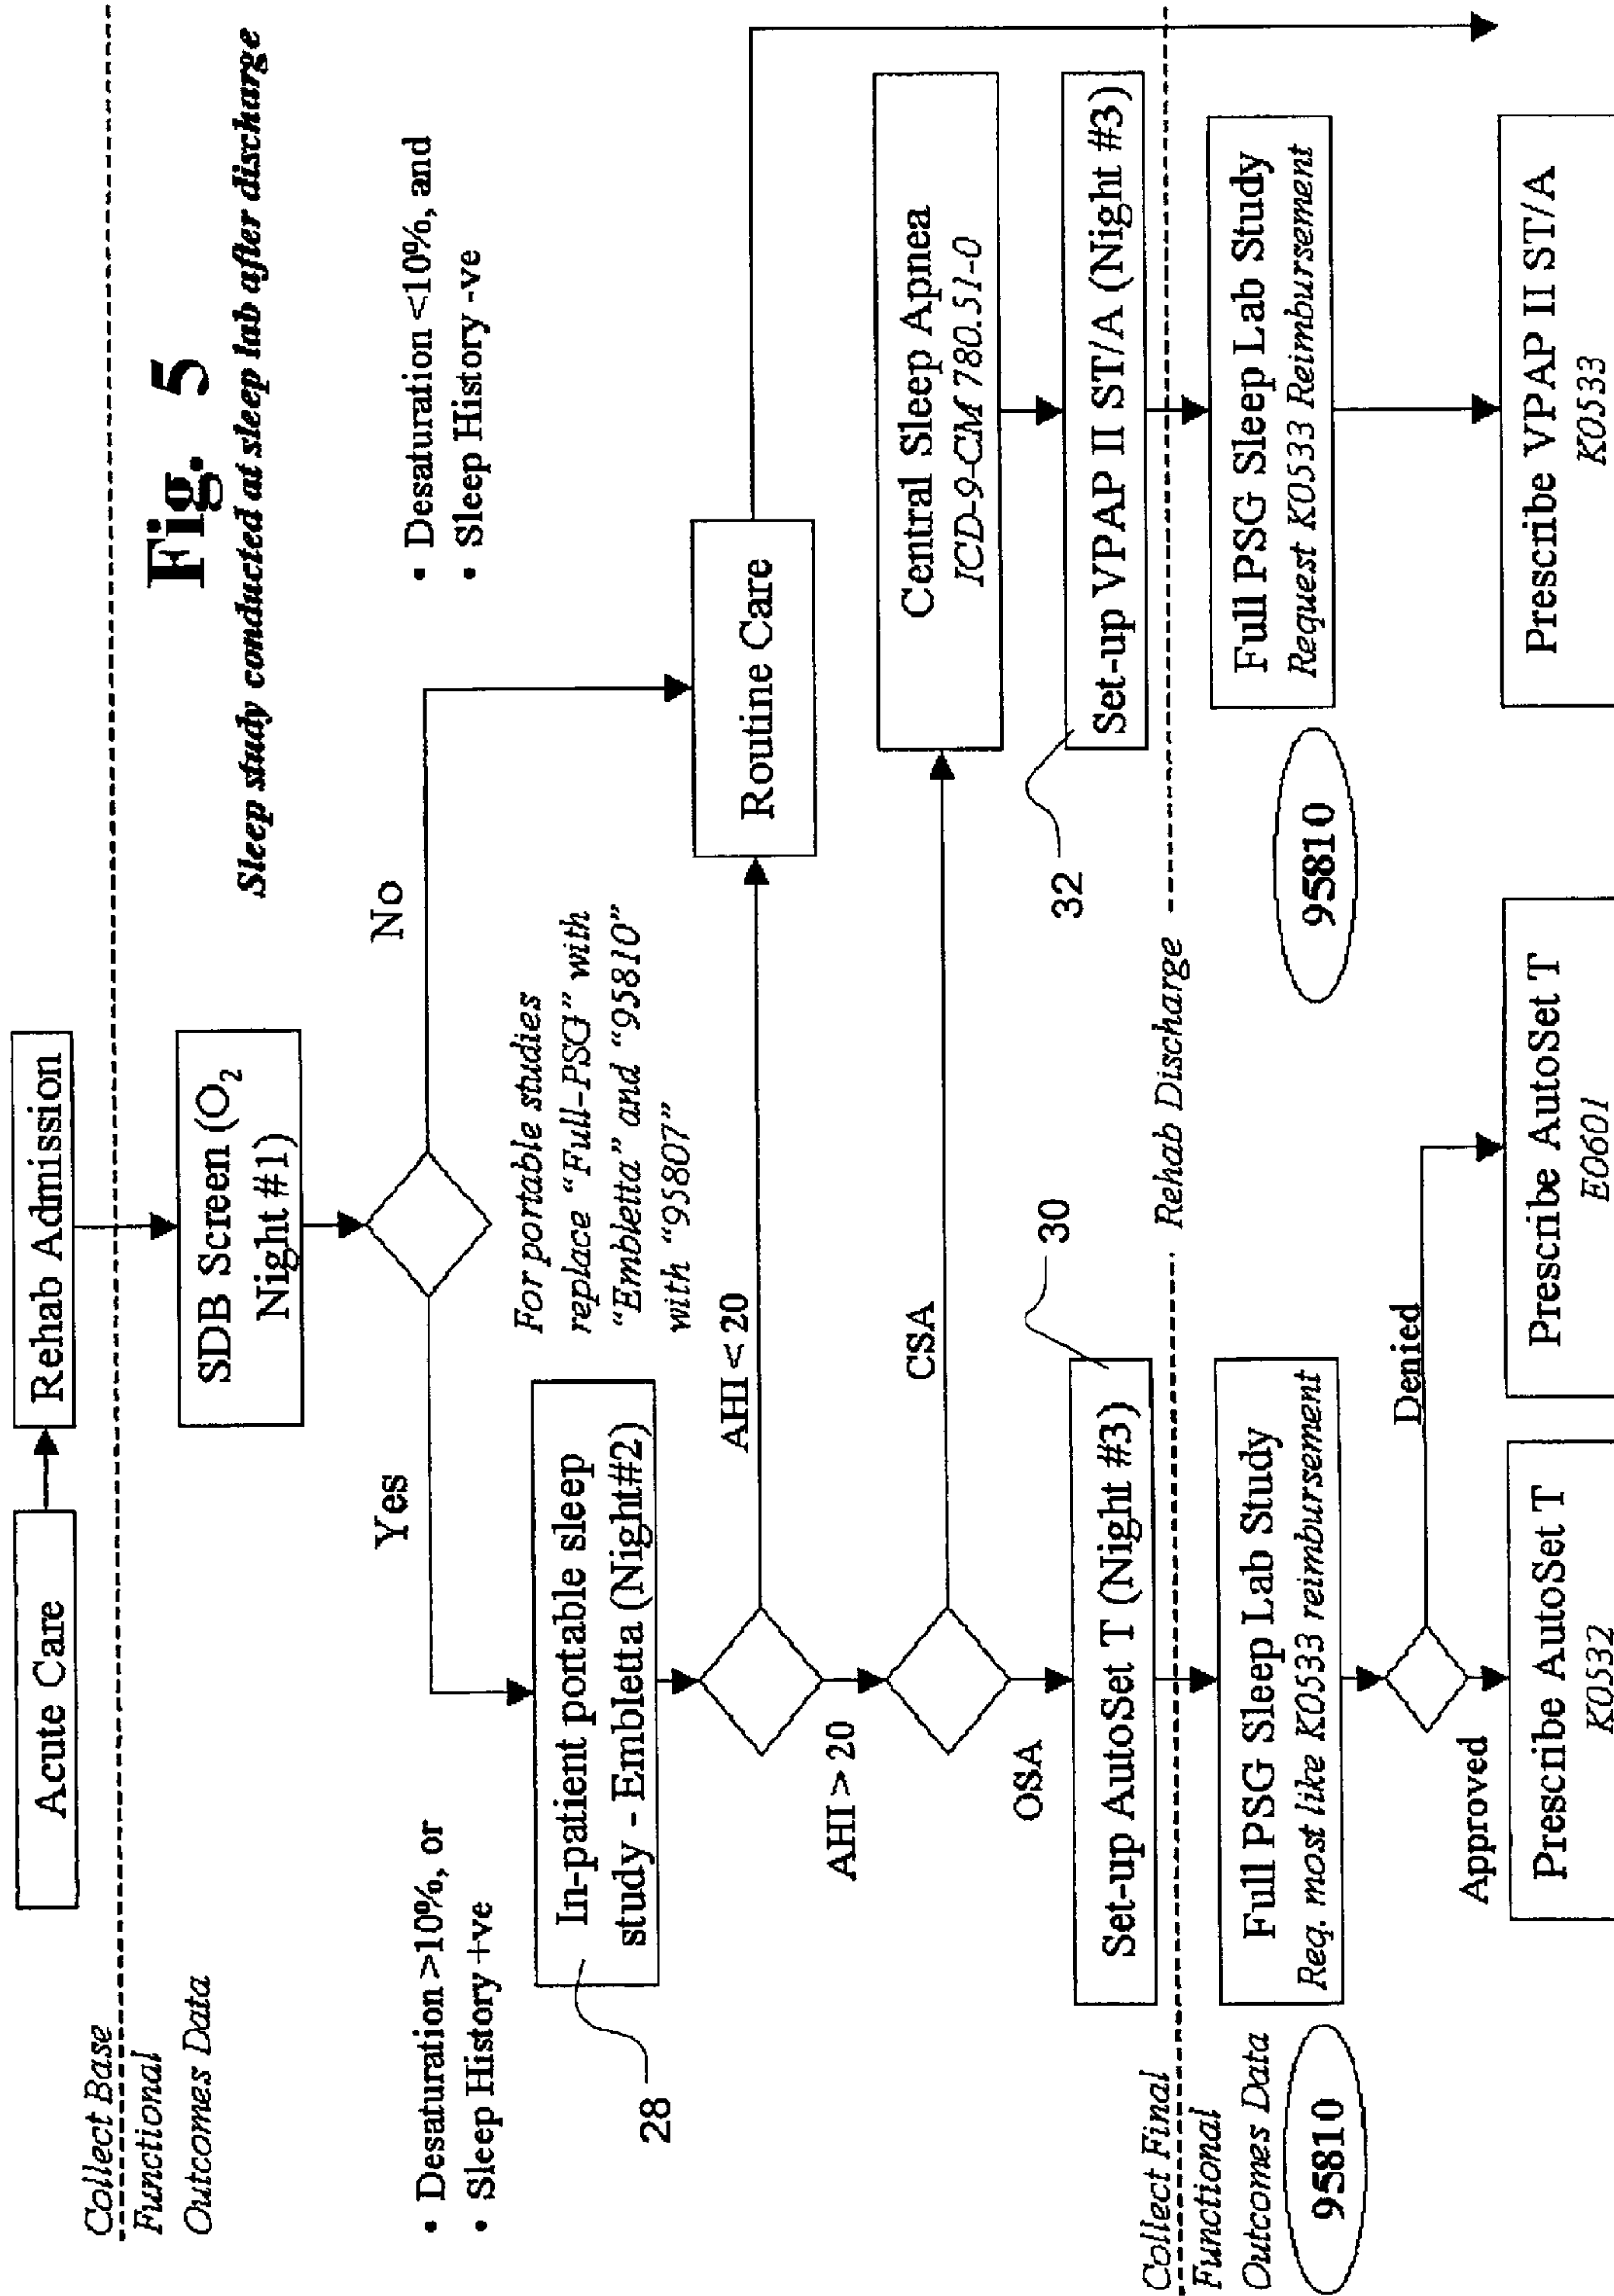 Fig. 5
Sleep study conducted at sleep lab after discharge
Acute Care
Rehab Admission
Collect Base
Functional
Outcomes Data
SDB Screen (O2
Night #1)
Yes
No
• Desaturation >10%, or
• Sleep History +ve
• Desaturation <10%, and
• Sleep History -ve
For portable studies
replace "Full-PSG" with
"Embletta" and "95810"
with "95807"
In-patient portable sleep
study - Embletta (Night#2)
28
Routine Care
AHI < 20
AHI > 20
CSA
Central Sleep Apnea
ICD-9-CM 780.51-0
OSA
Set-up AutoSet T (Night #3)
30
Set-up VPAP II ST/A (Night #3)
32
Rehab Discharge
Collect Final
Functional
Outcomes Data
95810
Full PSG Sleep Lab Study
Req. most like K0533 reimbursement
95810
Full PSG Sleep Lab Study
Request K0533 Reimbursement
Approved
Denied
Prescribe AutoSet T
K0532
Prescribe AutoSet T
E0601
Prescribe VPAP II ST/A
K0533